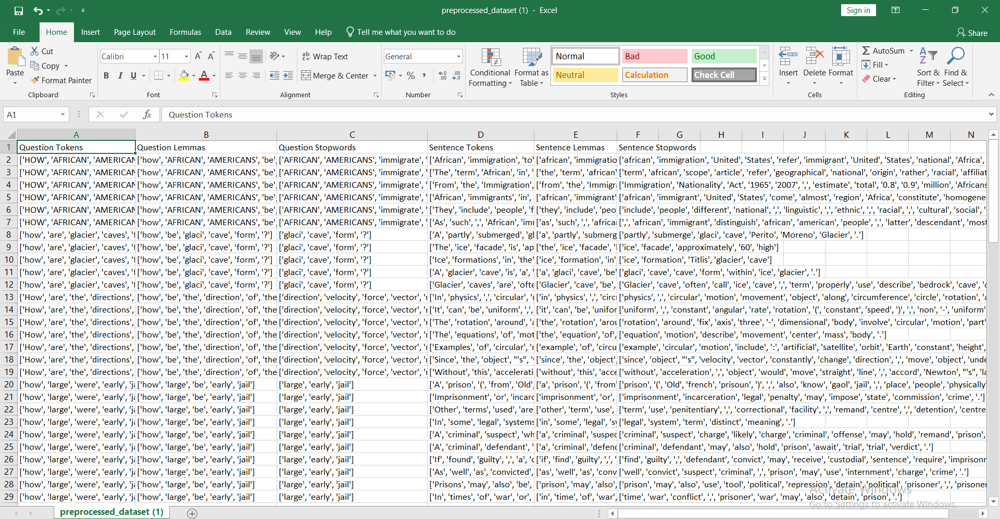 preprocessed_dataset (1) - Excel
Sign in
File Home Insert Page Layout Formulas Data Review View Help Tell me what you want to do
Share
Paste Cut Copy Format Painter Clipboard
Calibri 11 B I U A Font
Wrap Text Merge & Center Alignment
General % , Number
Conditional Formatting Format as Table Normal Bad Good Neutral Calculation Check Cell Styles
Insert Delete Format Cells
AutoSum Fill Clear Sort & Filter Find & Select Editing
A1 fx Question Tokens
A B C D E F G H I J K L M N
1 Question Tokens Question Lemmas Question Stopwords Sentence Tokens Sentence Lemmas Sentence Stopwords
2 ['HOW', 'AFRICAN', 'AMERICAN ['how', 'AFRICAN', 'AMERICANS', 'be', ['AFRICAN', 'AMERICANS', 'immigrate', ' ['African', 'immigration', 'to' ['african', 'immigratio ['african', 'immigration', 'United', 'States', 'refer', 'immigrant', 'United', 'States', 'national', 'Africa',
3 ['HOW', 'AFRICAN', 'AMERICAN ['how', 'AFRICAN', 'AMERICANS', 'be', ['AFRICAN', 'AMERICANS', 'immigrate', ' ['The', 'term', 'African', 'in', ' ['the', 'term', 'african' ['term', 'african', 'scope', 'article', 'refer', 'geographical', 'national', 'origin', 'rather', 'racial', 'affiliat
4 ['HOW', 'AFRICAN', 'AMERICAN ['how', 'AFRICAN', 'AMERICANS', 'be', ['AFRICAN', 'AMERICANS', 'immigrate', ' ['From', 'the', 'Immigration', ['from', 'the', 'Immigr ['Immigration', 'Nationality', 'Act', '1965', '2007', ',', 'estimate', 'total', '0.8', '0.9', 'million', 'Africans
5 ['HOW', 'AFRICAN', 'AMERICAN ['how', 'AFRICAN', 'AMERICANS', 'be', ['AFRICAN', 'AMERICANS', 'immigrate', ' ['African', 'immigrants', 'in', ['african', 'immigrant' ['african', 'immigrant', 'United', 'States', 'come', 'almost', 'region', 'Africa', 'constitute', 'homogene
6 ['HOW', 'AFRICAN', 'AMERICAN ['how', 'AFRICAN', 'AMERICANS', 'be', ['AFRICAN', 'AMERICANS', 'immigrate', ' ['They', 'include', 'people', 'f ['they', 'include', 'peo ['include', 'people', 'different', 'national', ',', 'linguistic', ',', 'ethnic', ',', 'racial', ',', 'cultural', 'social', '
7 ['HOW', 'AFRICAN', 'AMERICAN ['how', 'AFRICAN', 'AMERICANS', 'be', ['AFRICAN', 'AMERICANS', 'immigrate', ' ['As', 'such', ',', 'African', 'im ['as', 'such', ',', 'africa [',', 'african', 'immigrant', 'distinguish', 'african', 'american', 'people', ',', 'latter', 'descendant', 'most
8 ['how', 'are', 'glacier', 'caves', ' ['how', 'be', 'glaci', 'cave', 'form', '?'] ['glaci', 'cave', 'form', '?'] ['A', 'partly', 'submerged', 'gl ['a', 'partly', 'submerg ['partly', 'submerge', 'glaci', 'cave', 'Perito', 'Moreno', 'Glacier', '.']
9 ['how', 'are', 'glacier', 'caves', ' ['how', 'be', 'glaci', 'cave', 'form', '?'] ['glaci', 'cave', 'form', '?'] ['The', 'ice', 'facade', 'is', 'ap ['the', 'ice', 'facade', ' ['ice', 'facade', 'approximately', '60', 'high']
10 ['how', 'are', 'glacier', 'caves', ' ['how', 'be', 'glaci', 'cave', 'form', '?'] ['glaci', 'cave', 'form', '?'] ['Ice', 'formations', 'in', 'the' ['ice', 'formation', 'in' ['ice', 'formation', 'Titlis', 'glacier', 'cave']
11 ['how', 'are', 'glacier', 'caves', ' ['how', 'be', 'glaci', 'cave', 'form', '?'] ['glaci', 'cave', 'form', '?'] ['A', 'glacier', 'cave', 'is', 'a', ' ['a', 'glaci', 'cave', 'be' ['glaci', 'cave', 'cave', 'form', 'within', 'ice', 'glacier', '.']
12 ['how', 'are', 'glacier', 'caves', ' ['how', 'be', 'glaci', 'cave', 'form', '?'] ['glaci', 'cave', 'form', '?'] ['Glacier', 'caves', 'are', 'ofte ['Glacier', 'cave', 'be', ['Glacier', 'cave', 'often', 'call', 'ice', 'cave', ',', 'term', 'properly', 'use', 'describe', 'bedrock', 'cave', '
13 ['How', 'are', 'the', 'directions', ['how', 'be', 'the', 'direction', 'of', 'the ['direction', 'velocity', 'force', 'vector', ' ['In', 'physics', ',', 'circular', ' ['in', 'physics', ',', 'circ ['physics', ',', 'circular', 'motion', 'movement', 'object', 'along', 'circumference', 'circle', 'rotation', '
14 ['How', 'are', 'the', 'directions', ['how', 'be', 'the', 'direction', 'of', 'the ['direction', 'velocity', 'force', 'vector', ' ['It', 'can', 'be', 'uniform', ',', ['it', 'can', 'be', 'unifor ['uniform', ',', 'constant', 'angular', 'rate', 'rotation', '(', 'constant', 'speed', ')', ',', 'non', '-', 'uniform'
15 ['How', 'are', 'the', 'directions', ['how', 'be', 'the', 'direction', 'of', 'the ['direction', 'velocity', 'force', 'vector', ' ['The', 'rotation', 'around', ' ['the', 'rotation', 'arou ['rotation', 'around', 'fix', 'axis', 'three', '-', 'dimensional', 'body', 'involve', 'circular', 'motion', 'part'
16 ['How', 'are', 'the', 'directions', ['how', 'be', 'the', 'direction', 'of', 'the ['direction', 'velocity', 'force', 'vector', ' ['The', 'equations', 'of', 'mot ['the', 'equation', 'of', ['equation', 'motion', 'describe', 'movement', 'center', 'mass', 'body', '.']
17 ['How', 'are', 'the', 'directions', ['how', 'be', 'the', 'direction', 'of', 'the ['direction', 'velocity', 'force', 'vector', ' ['Examples', 'of', 'circular', ' ['example', 'of', 'circu ['example', 'circular', 'motion', 'include', ':', 'artificial', 'satellite', 'orbit', 'Earth', 'constant', 'height',
18 ['How', 'are', 'the', 'directions', ['how', 'be', 'the', 'direction', 'of', 'the ['direction', 'velocity', 'force', 'vector', ' ['Since', 'the', 'object', "'s", ' ['since', 'the', 'object', ['since', 'object', "'s", 'velocity', 'vector', 'constantly', 'change', 'direction', ',', 'move', 'object', 'unde
19 ['How', 'are', 'the', 'directions', ['how', 'be', 'the', 'direction', 'of', 'the ['direction', 'velocity', 'force', 'vector', ' ['Without', 'this', 'accelerati ['without', 'this', 'acce ['without', 'acceleration', ',', 'object', 'would', 'move', 'straight', 'line', ',', 'accord', 'Newton', "'s", 'la
20 ['how', 'large', 'were', 'early', 'j ['how', 'large', 'be', 'early', 'jail'] ['large', 'early', 'jail'] ['A', 'prison', '(', 'from', 'Old', ['a', 'prison', '(', 'from' ['prison', '(', 'Old', 'french', 'prisoun', ')', ',', 'also', 'know', 'gaol', 'jail', ',', 'place', 'people', 'physically'
21 ['how', 'large', 'were', 'early', 'j ['how', 'large', 'be', 'early', 'jail'] ['large', 'early', 'jail'] ['Imprisonment', 'or', 'incarc ['imprisonment', 'or', ['imprisonment', 'incarceration', 'legal', 'penalty', 'may', 'impose', 'state', 'commission', 'crime', '.']
22 ['how', 'large', 'were', 'early', 'j ['how', 'large', 'be', 'early', 'jail'] ['large', 'early', 'jail'] ['Other', 'terms', 'used', 'are ['other', 'term', 'use', ['term', 'use', 'penitentiary', ',', 'correctional', 'facility', ',', 'remand', 'centre', ',', 'detention', 'centre
23 ['how', 'large', 'were', 'early', 'j ['how', 'large', 'be', 'early', 'jail'] ['large', 'early', 'jail'] ['In', 'some', 'legal', 'systems ['in', 'some', 'legal', 'sy ['legal', 'system', 'term', 'distinct', 'meaning', '.']
24 ['how', 'large', 'were', 'early', 'j ['how', 'large', 'be', 'early', 'jail'] ['large', 'early', 'jail'] ['A', 'criminal', 'suspect', 'wh ['a', 'criminal', 'suspec ['criminal', 'suspect', 'charge', 'likely', 'charge', 'criminal', 'offense', 'may', 'hold', 'remand', 'prison',
25 ['how', 'large', 'were', 'early', 'j ['how', 'large', 'be', 'early', 'jail'] ['large', 'early', 'jail'] ['A', 'criminal', 'defendant', ' ['a', 'criminal', 'defend ['criminal', 'defendant', 'may', 'also', 'hold', 'prison', 'await', 'trial', 'trial', 'verdict', '.']
26 ['how', 'large', 'were', 'early', 'j ['how', 'large', 'be', 'early', 'jail'] ['large', 'early', 'jail'] ['If', 'found', 'guilty', ',', 'a', ' ['if', 'find', 'guilty', ',', ' ['find', 'guilty', ',', 'defendant', 'convict', 'may', 'receive', 'custodial', 'sentence', 'require', 'imprisonr
27 ['how', 'large', 'were', 'early', 'j ['how', 'large', 'be', 'early', 'jail'] ['large', 'early', 'jail'] ['As', 'well', 'as', 'convicted', ['as', 'well', 'as', 'conv ['well', 'convict', 'suspect', 'criminal', ',', 'prison', 'may', 'use', 'internment', 'charge', 'crime', '.']
28 ['how', 'large', 'were', 'early', 'j ['how', 'large', 'be', 'early', 'jail'] ['large', 'early', 'jail'] ['Prisons', 'may', 'also', 'be', ['prison', 'may', 'also', ['prison', 'may', 'also', 'use', 'tool', 'political', 'repression', 'detain', 'political', 'prisoner', ',', 'prisoner
29 ['how', 'large', 'were', 'early', 'j ['how', 'large', 'be', 'early', 'jail'] ['large', 'early', 'jail'] ['In', 'times', 'of', 'war', 'or', ['in', 'time', 'of', 'war', ['time', 'war', 'conflict', ',', 'prisoner', 'war', 'may', 'also', 'detain', 'prison', '.']
Activate Windows
Go to Settings to activate Windows.
preprocessed_dataset (1)